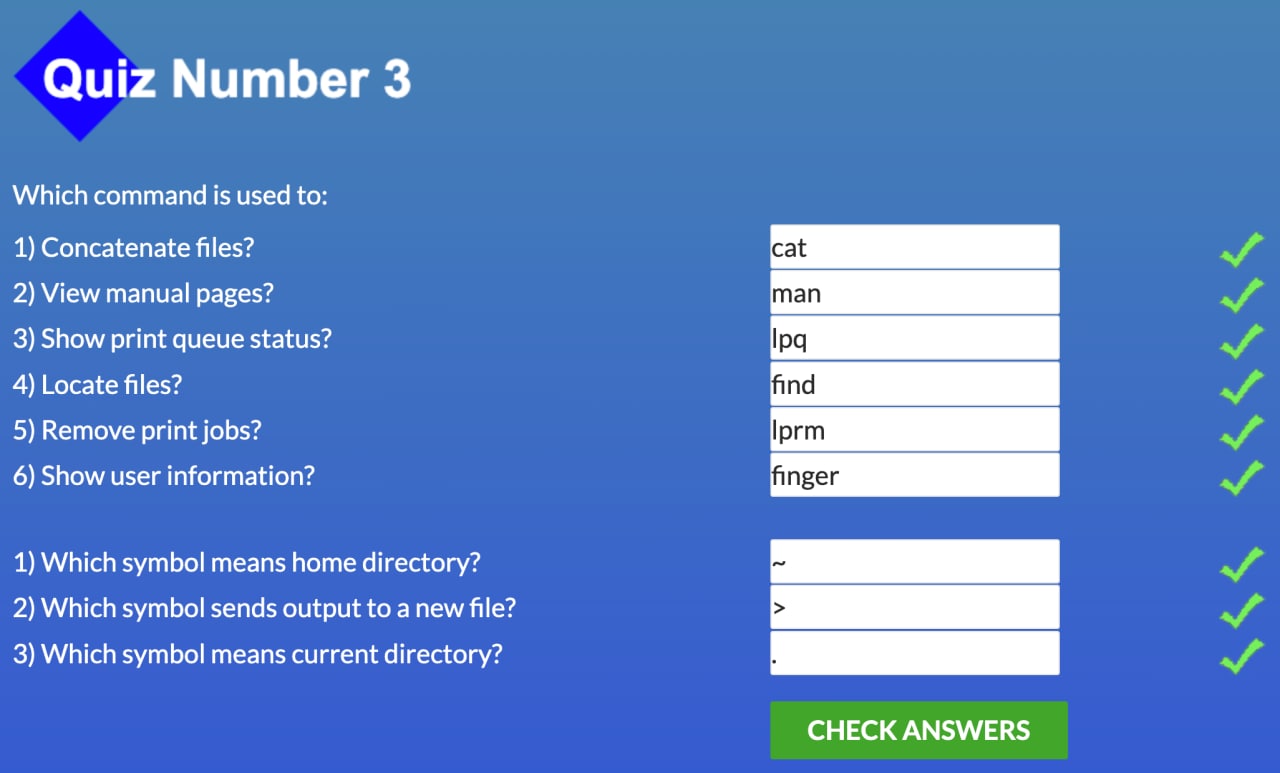 Quiz Number 3
Which command is used to:
1) Concatenate files? cat
2) View manual pages? man
3) Show print queue status? lpq
4) Locate files? find
5) Remove print jobs? lprm
6) Show user information? finger
1) Which symbol means home directory? ~
2) Which symbol sends output to a new file? >
3) Which symbol means current directory? .
CHECK ANSWERS